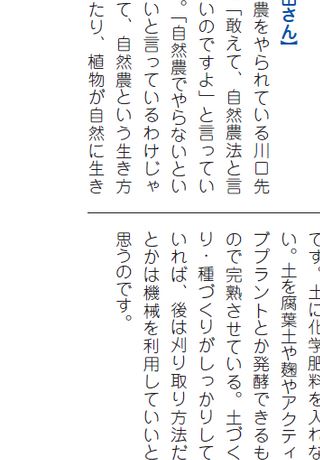 さん】
農をやられている川口先
「敢えて、自然農法と言
いのですよ」と言ってい
。「自然農でやらないとい
いと言っているわけじゃ
て、自然農という生き方
たり、植物が自然に生き
です。土に化学肥料を入れな
い。土を腐葉土や麹やアクティ
ブプラントとか発酵できるも
ので完熟させている。土づく
り・種づくりがしっかりして
いれば、後は刈り取り方法だ
とかは機械を利用していいと
思うのです。